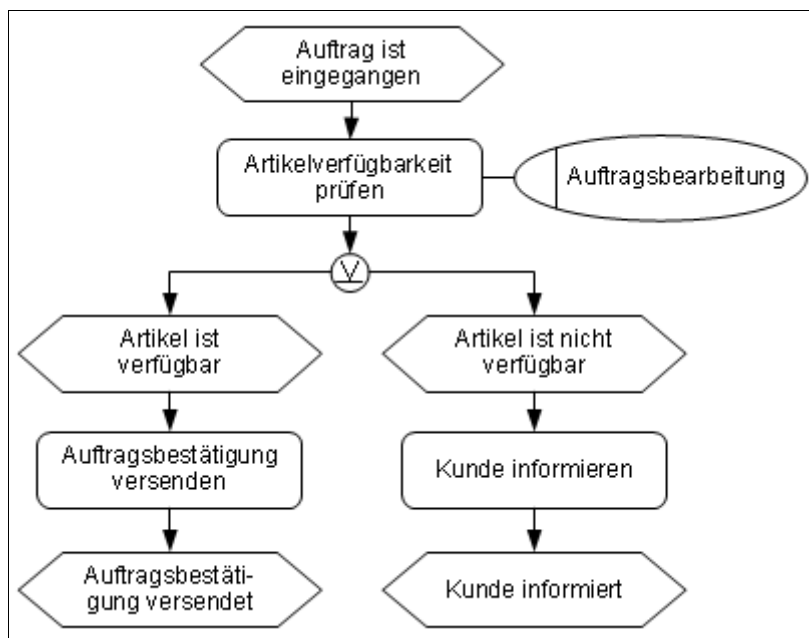 Auftrag ist
eingegangen
Artikelverfügbarkeit
prüfen
Auftragsbearbeitung
V
Artikel ist
verfügbar
Artikel ist nicht
verfügbar
Auftragsbestätigung
versenden
Kunde informieren
Auftragsbestäti-
gung versendet
Kunde informiert